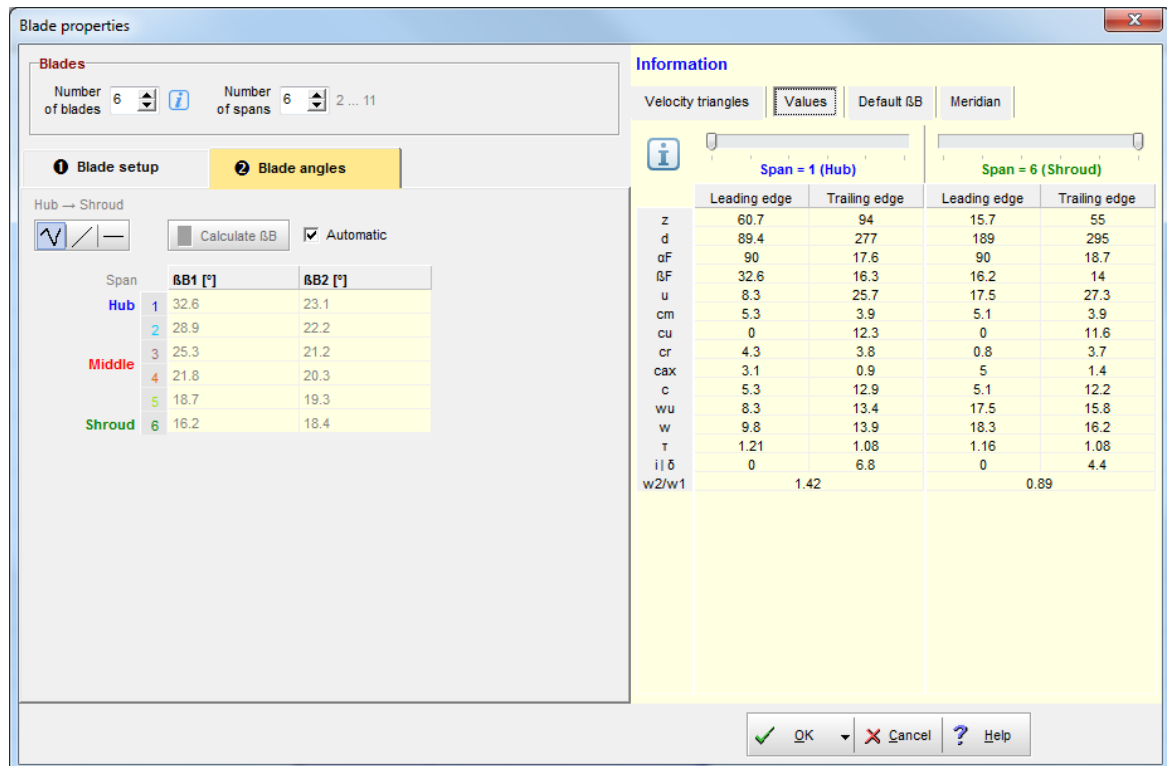 Blade properties
x
Blades
Number of blades 6
i
Number of spans 6 2 ... 11
❶ Blade setup
❷ Blade angles
Hub → Shroud
Calculate ßB
Automatic
Span ßB1 [°] ßB2 [°]
Hub 1 32.6 23.1
2 28.9 22.2
Middle
3 25.3 21.2
4 21.8 20.3
5 18.7 19.3
Shroud 6 16.2 18.4
Information
Velocity triangles Values Default ßB Meridian
i
Span = 1 (Hub) Span = 6 (Shroud)
Leading edge Trailing edge Leading edge Trailing edge
z 60.7 94 15.7 55
d 89.4 277 189 295
αF 90 17.6 90 18.7
ßF 32.6 16.3 16.2 14
u 8.3 25.7 17.5 27.3
cm 5.3 3.9 5.1 3.9
cu 0 12.3 0 11.6
cr 4.3 3.8 0.8 3.7
cax 3.1 0.9 5 1.4
c 5.3 12.9 5.1 12.2
wu 8.3 13.4 17.5 15.8
w 9.8 13.9 18.3 16.2
τ 1.21 1.08 1.16 1.08
i | δ 0 6.8 0 4.4
w2/w1 1.42 0.89
OK Cancel ? Help